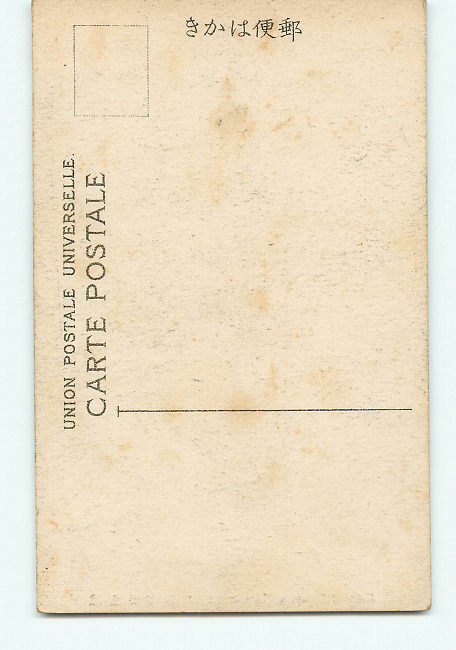 郵便はかき
UNION POSTALE UNIVERSELLE.
CARTE POSTALE